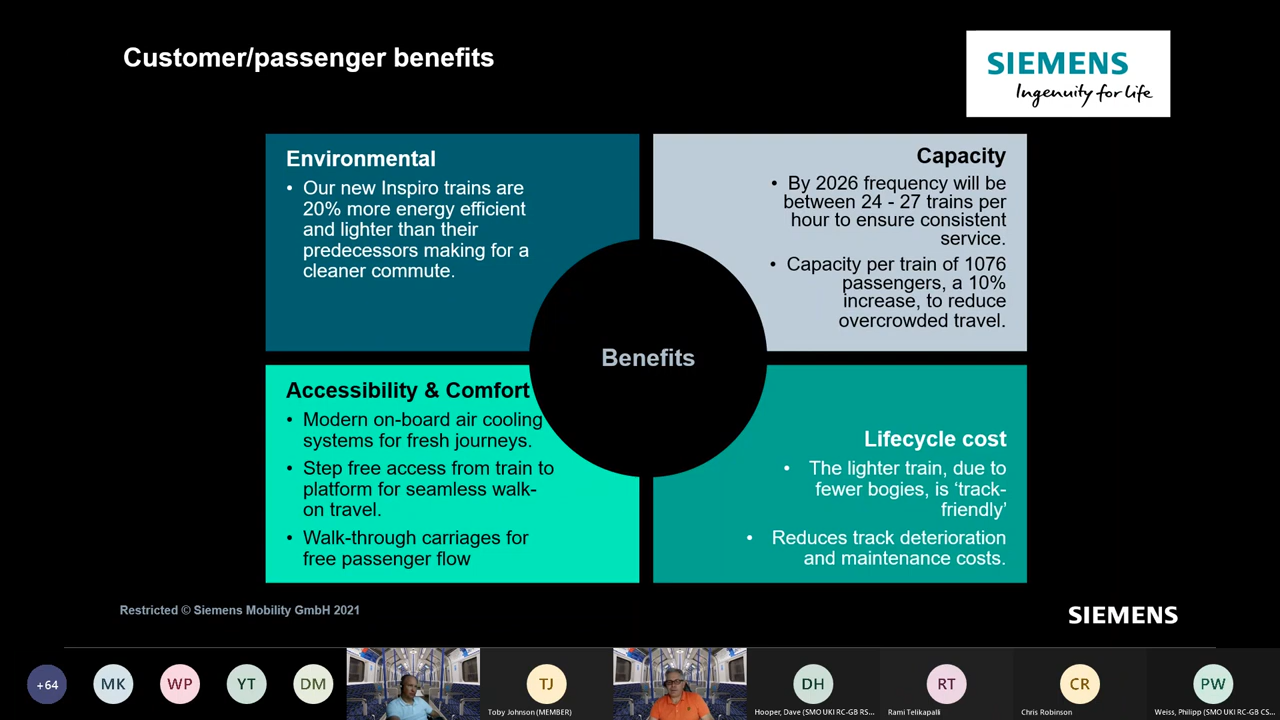 Customer/passenger benefits
SIEMENS
Ingenuity for life
Environmental
• Our new Inspiro trains are
20% more energy efficient
and lighter than their
predecessors making for a
cleaner commute.
Capacity
• By 2026 frequency will be
between 24 - 27 trains per
hour to ensure consistent
service.
• Capacity per train of 1076
passengers, a 10%
increase, to reduce
overcrowded travel.
Benefits
Accessibility & Comfort
• Modern on-board air cooling
systems for fresh journeys.
• Step free access from train to
platform for seamless walk-
on travel.
• Walk-through carriages for
free passenger flow
Lifecycle cost
• The lighter train, due to
fewer bogies, is ‘track-
friendly’
• Reduces track deterioration
and maintenance costs.
Restricted © Siemens Mobility GmbH 2021
SIEMENS
+64
MK
WP
YT
DM
TJ
Toby Johnson (MEMBER)
DH
Hooper, Dave (SMO UKI RC-GB RS...
RT
Rami Telikapalli
CR
Chris Robinson
PW
Weiss, Philipp (SMO UKI RC-GB CS...